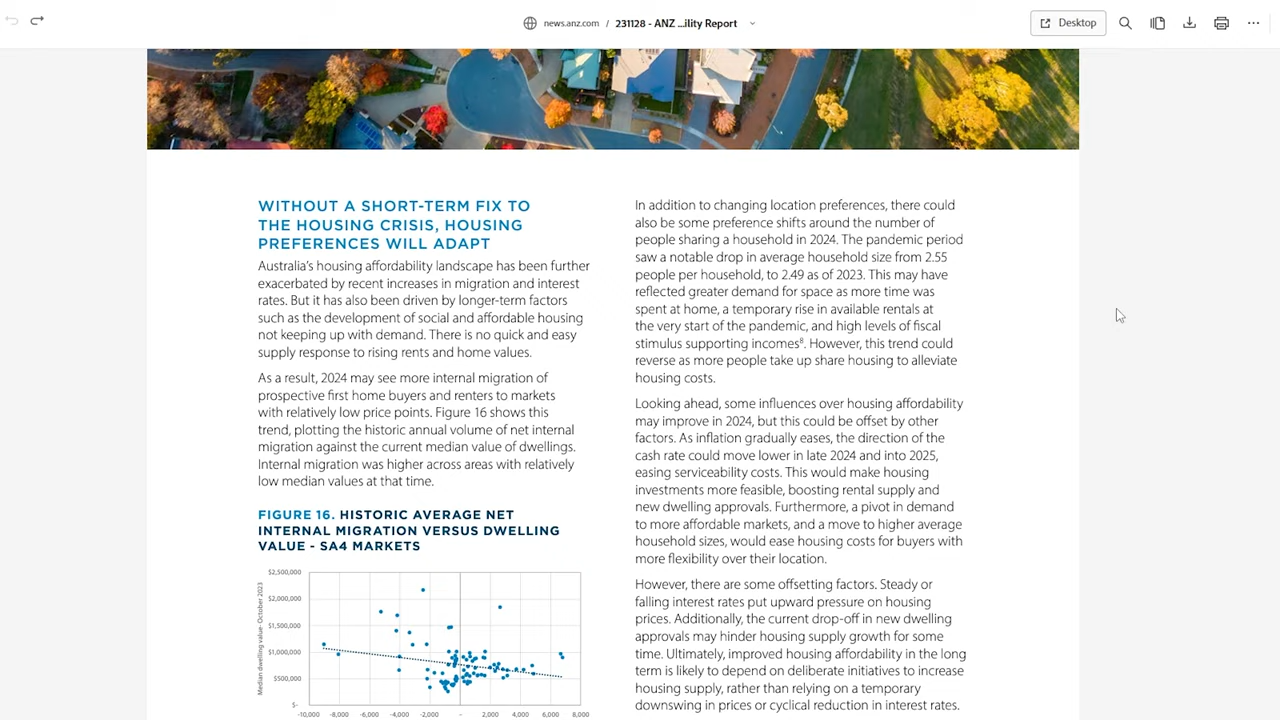 news.anz.com / 231128 - ANZ ...ility Report
Desktop
WITHOUT A SHORT-TERM FIX TO
THE HOUSING CRISIS, HOUSING
PREFERENCES WILL ADAPT
Australia's housing affordability landscape has been further
exacerbated by recent increases in migration and interest
rates. But it has also been driven by longer-term factors
such as the development of social and affordable housing
not keeping up with demand. There is no quick and easy
supply response to rising rents and home values.
As a result, 2024 may see more internal migration of
prospective first home buyers and renters to markets
with relatively low price points. Figure 16 shows this
trend, plotting the historic annual volume of net internal
migration against the current median value of dwellings.
Internal migration was higher across areas with relatively
low median values at that time.
FIGURE 16. HISTORIC AVERAGE NET
INTERNAL MIGRATION VERSUS DWELLING
VALUE - SA4 MARKETS
Median dwelling value- October 2023
$2,500,000
$2,000,000
$1,500,000
$1,000,000
$500,000
$-
-10,000 -8,000 -6,000 -4,000 -2,000 - 2,000 4,000 6,000 8,000
In addition to changing location preferences, there could
also be some preference shifts around the number of
people sharing a household in 2024. The pandemic period
saw a notable drop in average household size from 2.55
people per household, to 2.49 as of 2023. This may have
reflected greater demand for space as more time was
spent at home, a temporary rise in available rentals at
the very start of the pandemic, and high levels of fiscal
stimulus supporting incomes⁸. However, this trend could
reverse as more people take up share housing to alleviate
housing costs.
Looking ahead, some influences over housing affordability
may improve in 2024, but this could be offset by other
factors. As inflation gradually eases, the direction of the
cash rate could move lower in late 2024 and into 2025,
easing serviceability costs. This would make housing
investments more feasible, boosting rental supply and
new dwelling approvals. Furthermore, a pivot in demand
to more affordable markets, and a move to higher average
household sizes, would ease housing costs for buyers with
more flexibility over their location.
However, there are some offsetting factors. Steady or
falling interest rates put upward pressure on housing
prices. Additionally, the current drop-off in new dwelling
approvals may hinder housing supply growth for some
time. Ultimately, improved housing affordability in the long
term is likely to depend on deliberate initiatives to increase
housing supply, rather than relying on a temporary
downswing in prices or cyclical reduction in interest rates.